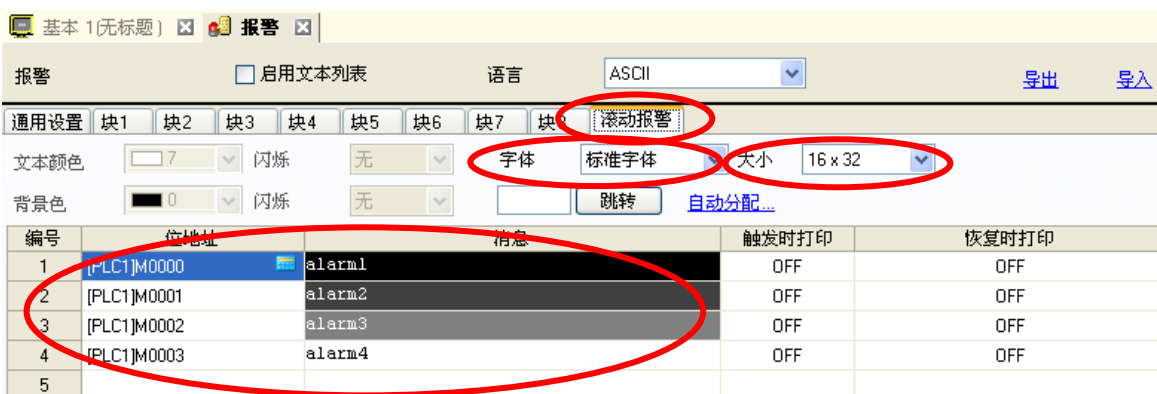 基本 1(无标题) 报警
报警 启用文本列表 语言 ASCII 导出 导入
通用设置 块1 块2 块3 块4 块5 块6 块7 块8 滚动报警
文本颜色 7 闪烁 无 字体 标准字体 大小 16 x 32
背景色 0 闪烁 无 跳转 自动分配...
编号 位地址 消息 触发时打印 恢复时打印
1 [PLC1]M0000 alarm1 OFF OFF
2 [PLC1]M0001 alarm2 OFF OFF
3 [PLC1]M0002 alarm3 OFF OFF
4 [PLC1]M0003 alarm4 OFF OFF
5